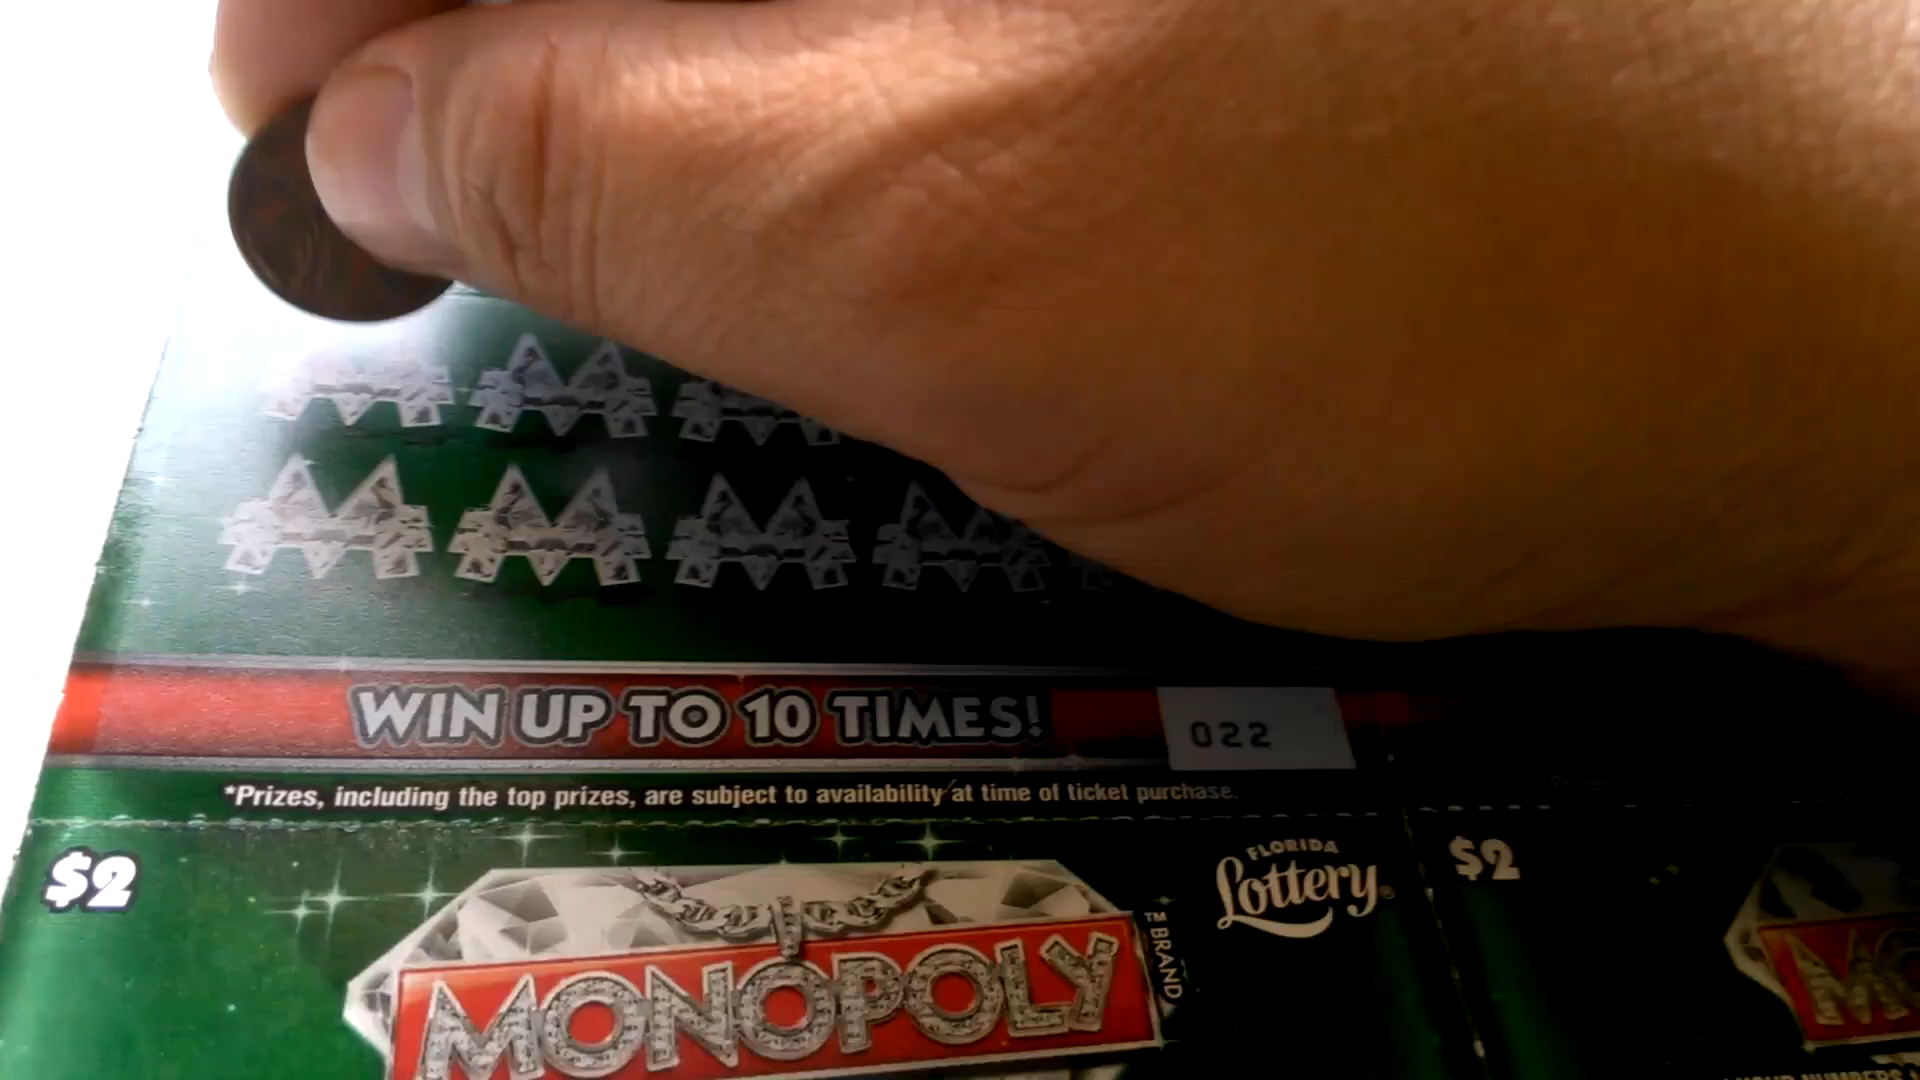 WIN UP TO 10 TIMES!
022
*Prizes, including the top prizes, are subject to availability at time of ticket purchase.
$2
FLORIDA
Lottery®
$2
MONOPOLY
™ BRAND